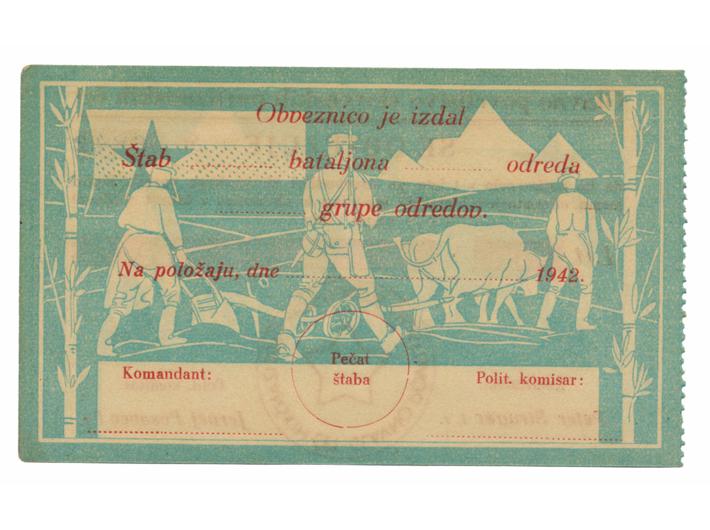 Obveznico je izdal
Štab .......... bataljona .......... odreda
.......... grupe odredov.
Na položaju, dne .......... 1942.
Pečat
štaba
Komandant:
Polit. komisar: